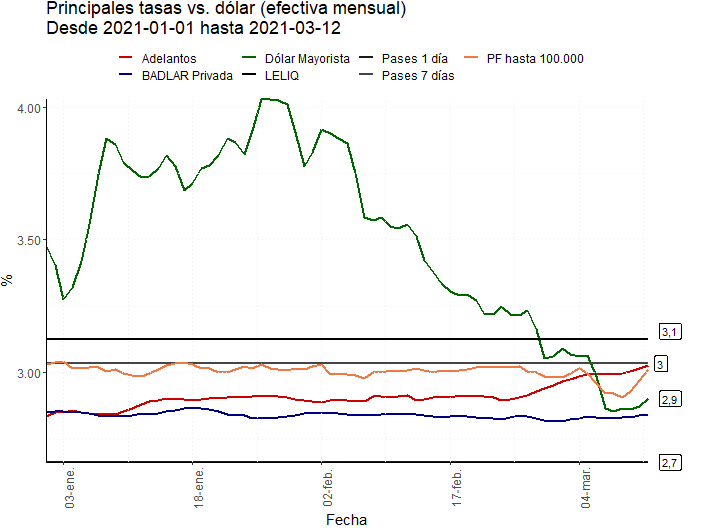 Principales tasas vs. dólar (efectiva mensual)
Desde 2021-01-01 hasta 2021-03-12
Adelantos
Dólar Mayorista
Pases 1 día
PF hasta 100.000
BADLAR Privada
LELIQ
Pases 7 días
4.00
3.50
3.00
%
3,1
3
2,9
2,7
03-ene.
18-ene.
02-feb.
17-feb.
04-mar.
Fecha